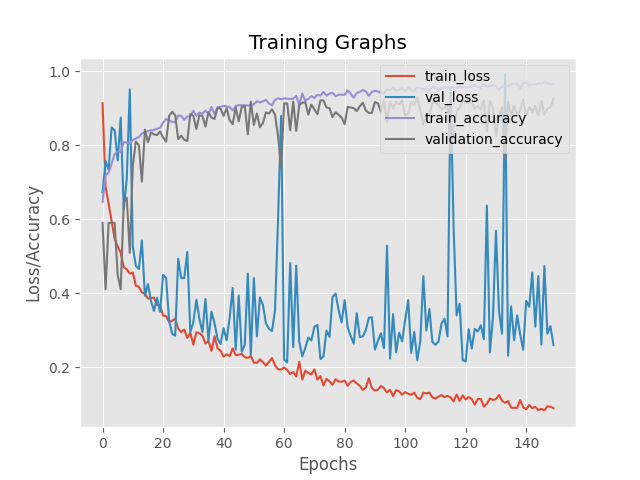 Training Graphs
train_loss
val_loss
train_accuracy
validation_accuracy
1.0
0.8
0.6
0.4
0.2
Loss/Accuracy
0 20 40 60 80 100 120 140
Epochs